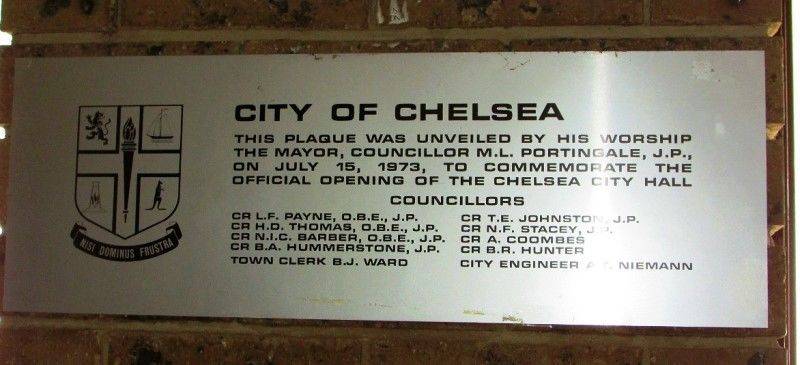 CITY OF CHELSEA
THIS PLAQUE WAS UNVEILED BY HIS WORSHIP
THE MAYOR, COUNCILLOR M.L. PORTINGALE, J.P.,
ON JULY 15, 1973, TO COMMEMORATE THE
OFFICIAL OPENING OF THE CHELSEA CITY HALL
COUNCILLORS
CR L.F. PAYNE, O.B.E., J.P.
CR H.D. THOMAS, O.B.E., J.P.
CR N.I.C. BARBER, O.B.E., J.P.
CR B.A. HUMMERSTONE, J.P.
CR T.E. JOHNSTON, J.P.
CR N.F. STACEY, J.P.
CR A. COOMBES
CR B.R. HUNTER
TOWN CLERK B.J. WARD
CITY ENGINEER NIEMANN
NISI DOMINUS FRUSTRA